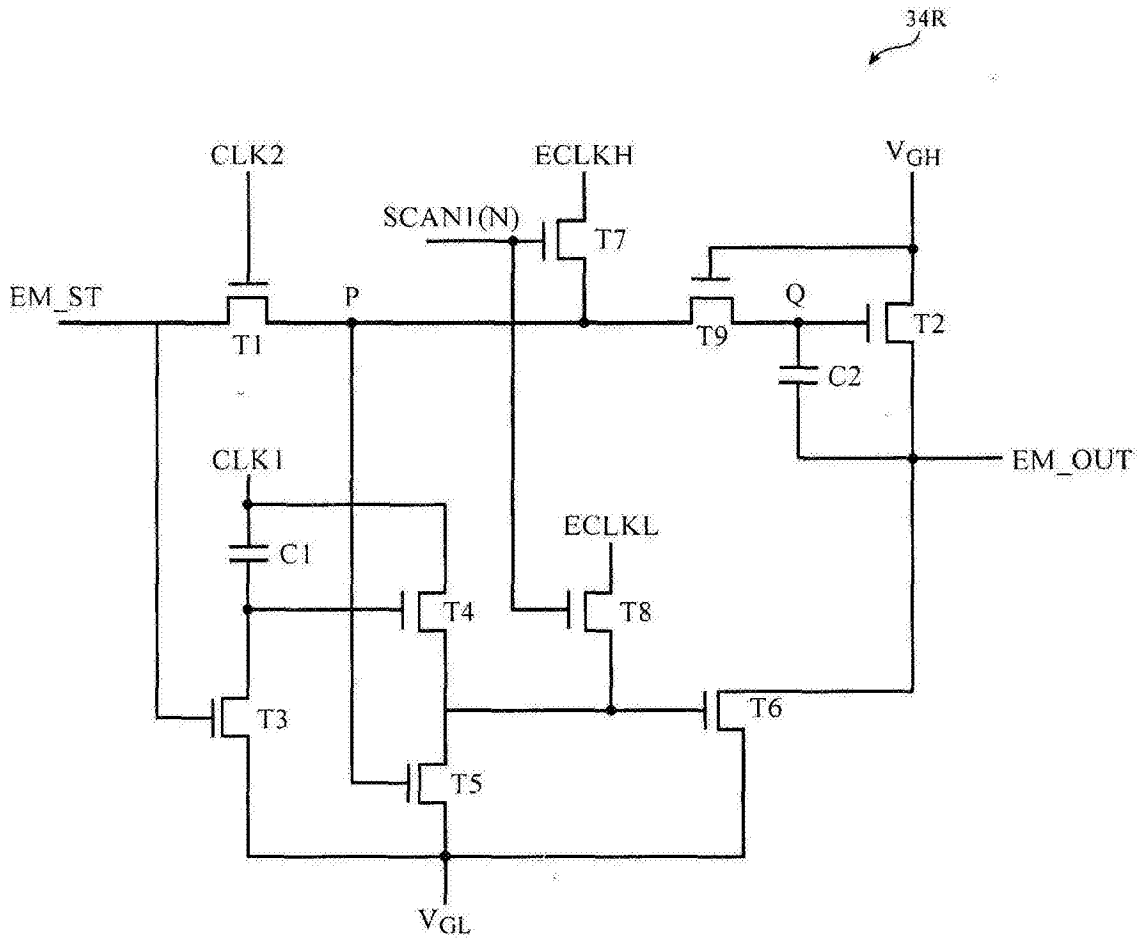 34R
CLK2
ECLKH
VGH
SCAN1(N)
T7
EM_ST
P
Q
T1
T9
T2
C2
CLK1
EM_OUT
C1
ECLKL
T4
T8
T3
T6
T5
VGL